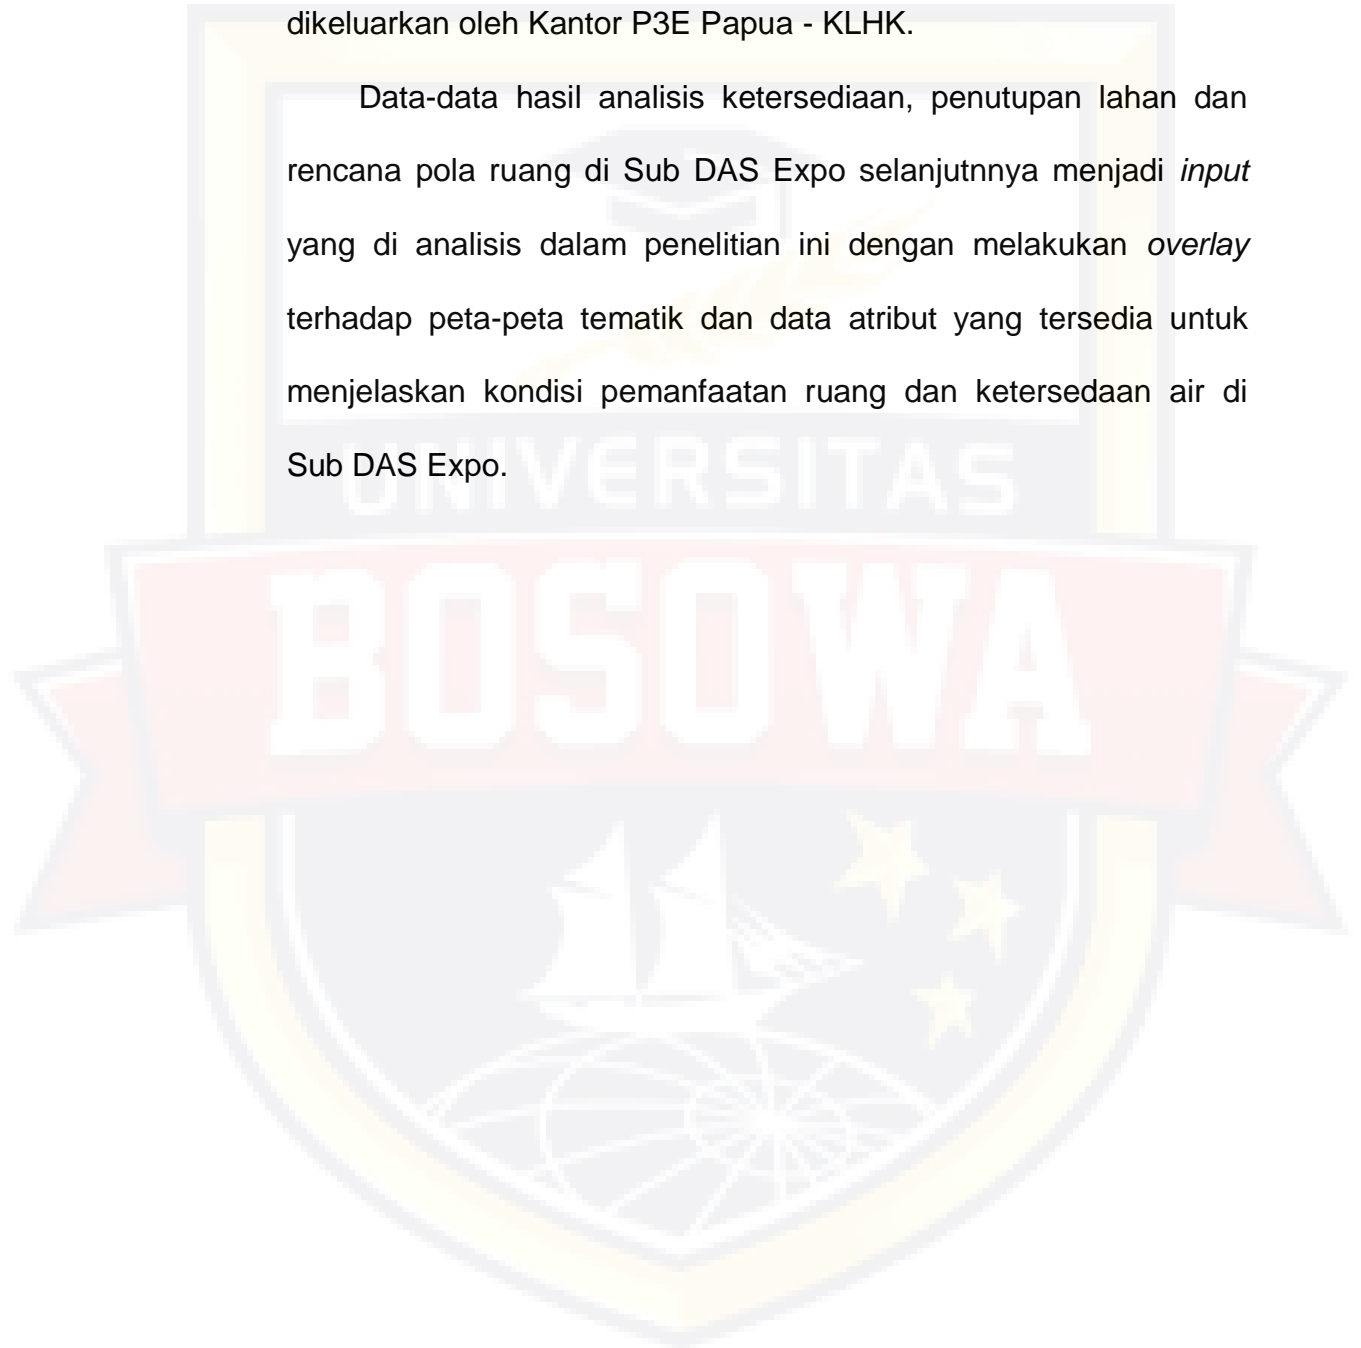 dikeluarkan oleh Kantor P3E Papua - KLHK.
Data-data hasil analisis ketersediaan, penutupan lahan dan
rencana pola ruang di Sub DAS Expo selanjutnnya menjadi input
yang di analisis dalam penelitian ini dengan melakukan overlay
terhadap peta-peta tematik dan data atribut yang tersedia untuk
menjelaskan kondisi pemanfaatan ruang dan ketersedaan air di
Sub DAS Expo.
UNIVERSITAS
BOSOWA